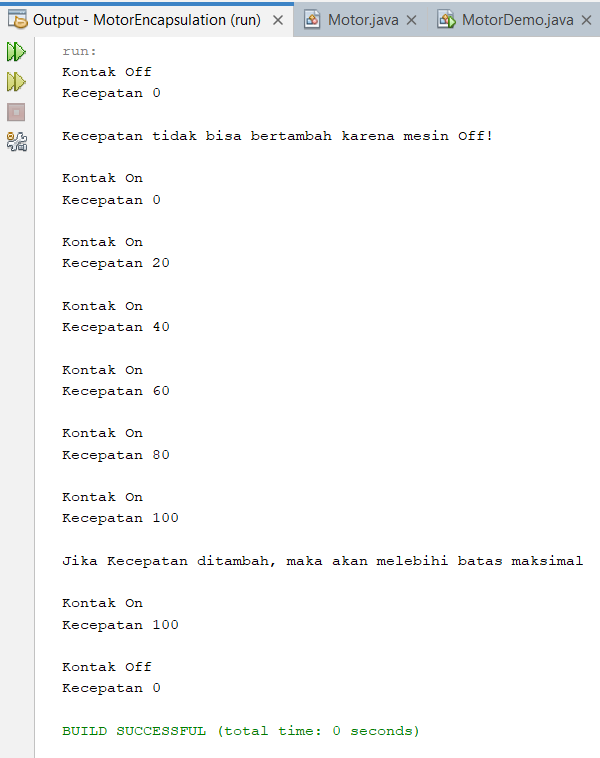 Output - MotorEncapsulation (run) Motor.java MotorDemo.java
run:
Kontak Off
Kecepatan 0
Kecepatan tidak bisa bertambah karena mesin Off!
Kontak On
Kecepatan 0
Kontak On
Kecepatan 20
Kontak On
Kecepatan 40
Kontak On
Kecepatan 60
Kontak On
Kecepatan 80
Kontak On
Kecepatan 100
Jika Kecepatan ditambah, maka akan melebihi batas maksimal
Kontak On
Kecepatan 100
Kontak Off
Kecepatan 0
BUILD SUCCESSFUL (total time: 0 seconds)